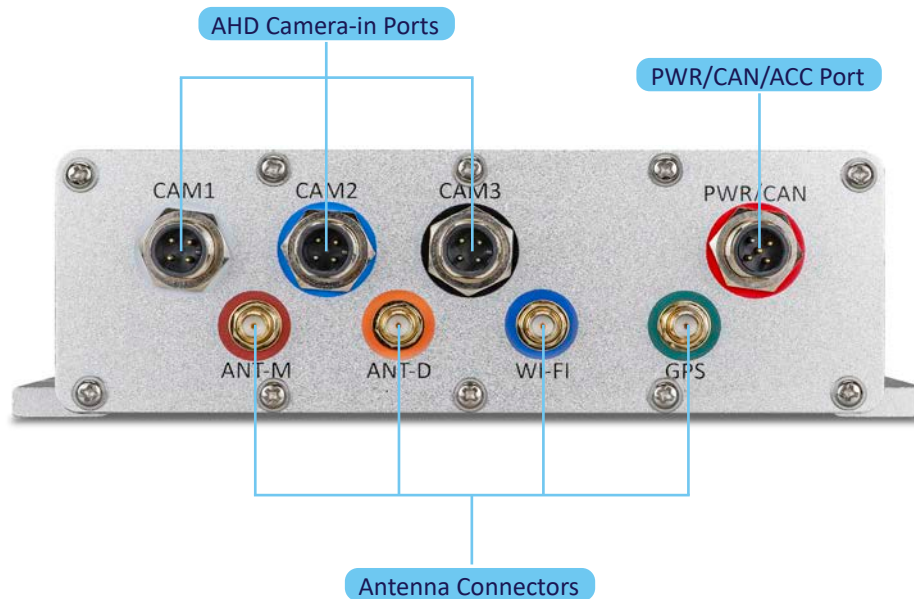 AHD Camera-in Ports
PWR/CAN/ACC Port
CAM1 CAM2 CAM3 PWR/CAN
ANT-M ANT-D WI-FI GPS
Antenna Connectors